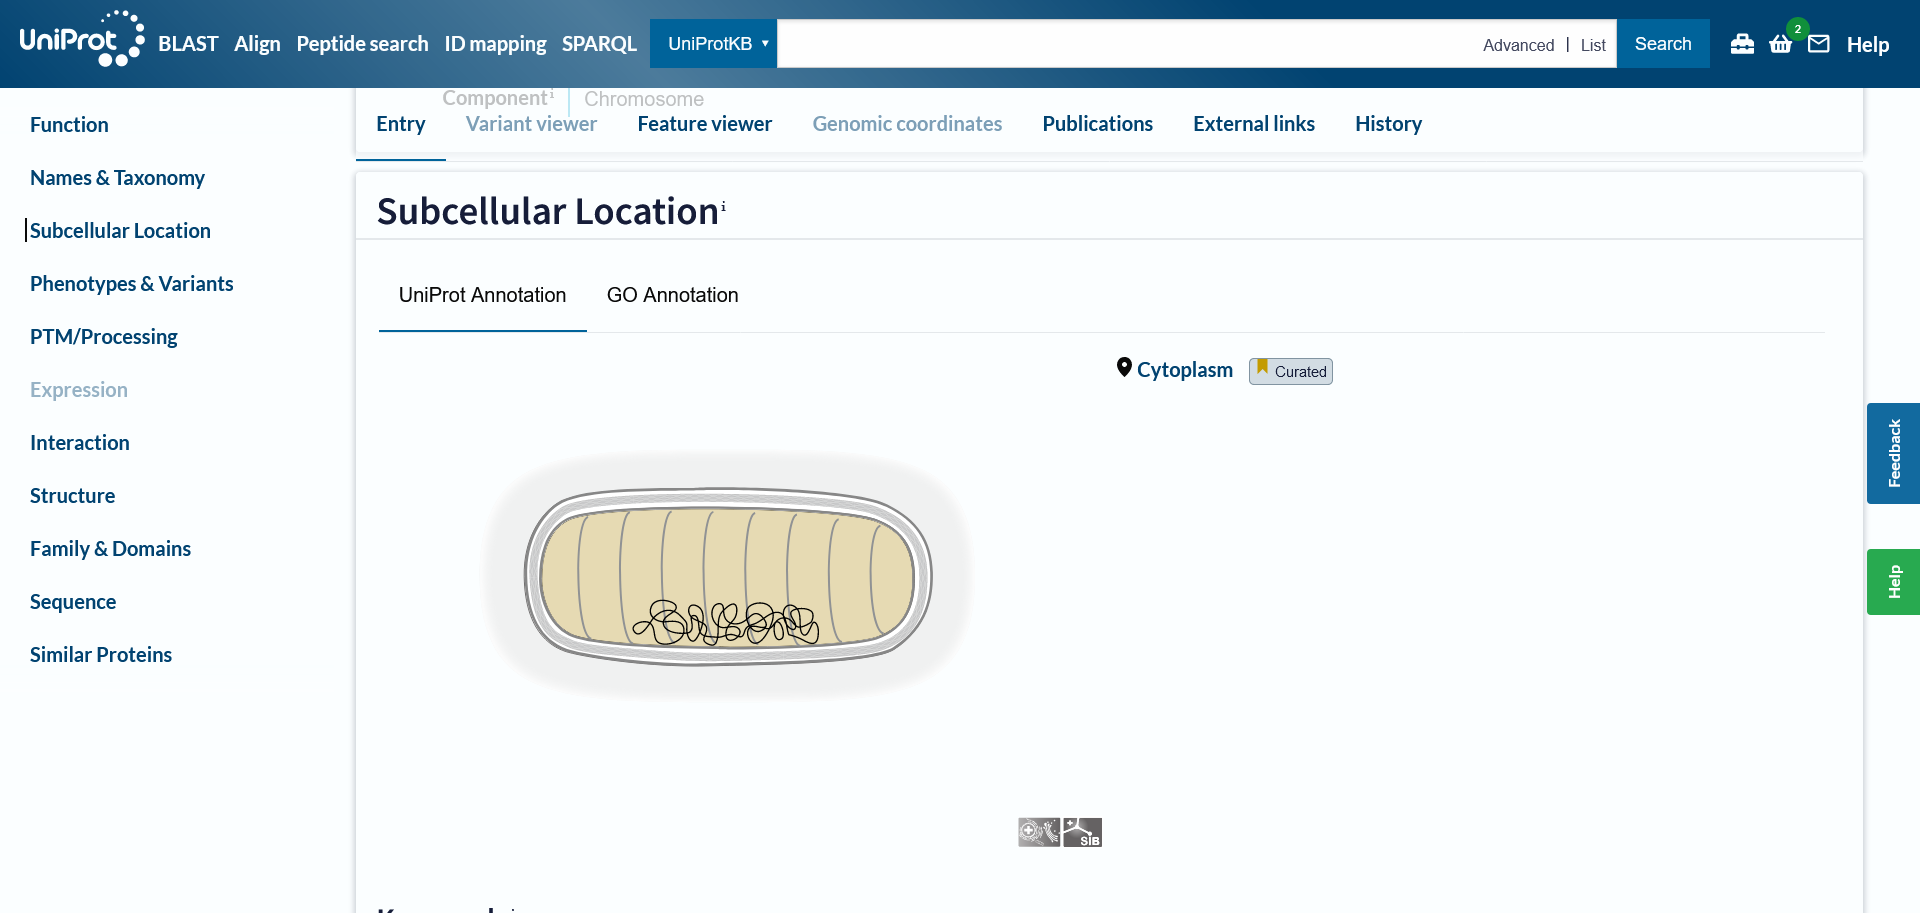 UniProt BLAST Align Peptide search ID mapping SPARQL UniProtKB ▾ Advanced | List Search 2 Help
Componentⁱ Chromosome
Entry Variant viewer Feature viewer Genomic coordinates Publications External links History
Function
Names & Taxonomy
Subcellular Location
Phenotypes & Variants
PTM/Processing
Expression
Interaction
Structure
Family & Domains
Sequence
Similar Proteins
Subcellular Locationⁱ
UniProt Annotation GO Annotation
Cytoplasm Curated
SIB
Feedback
Help